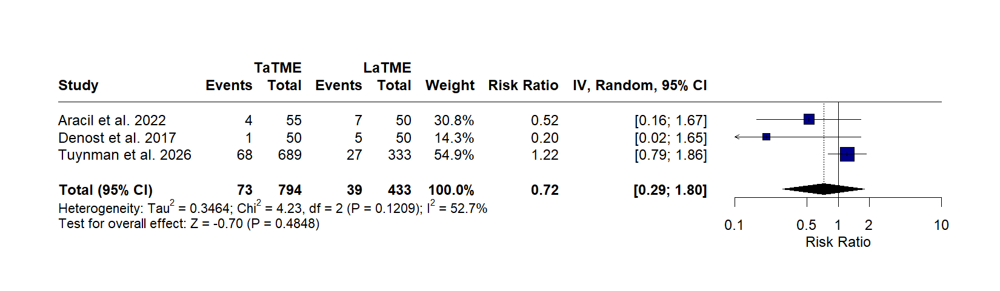 TaTME LaTME
Study Events Total Events Total Weight Risk Ratio IV, Random, 95% CI
Aracil et al. 2022 4 55 7 50 30.8% 0.52 [0.16; 1.67]
Denost et al. 2017 1 50 5 50 14.3% 0.20 [0.02; 1.65]
Tuynman et al. 2026 68 689 27 333 54.9% 1.22 [0.79; 1.86]
Total (95% CI) 73 794 39 433 100.0% 0.72 [0.29; 1.80]
Heterogeneity: Tau² = 0.3464; Chi² = 4.23, df = 2 (P = 0.1209); I² = 52.7%
Test for overall effect: Z = -0.70 (P = 0.4848)
0.1 0.5 1 2 10
Risk Ratio